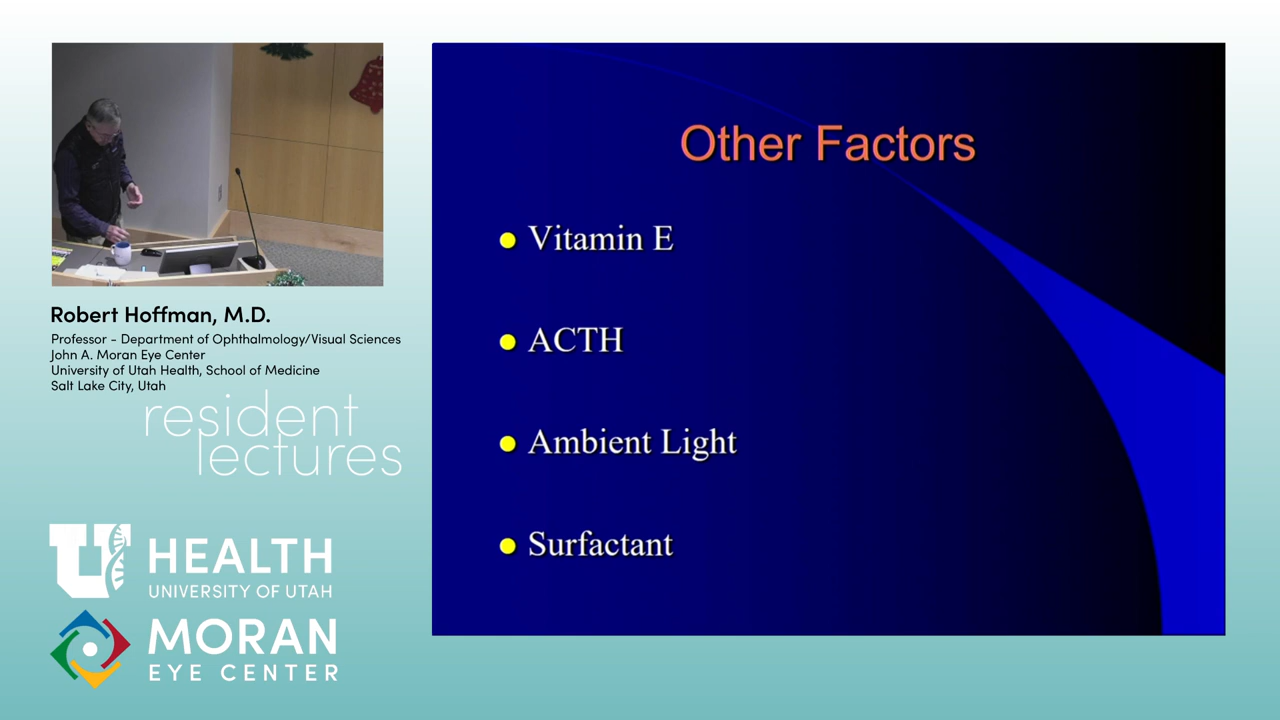 Robert Hoffman, M.D.
Professor - Department of Ophthalmology/Visual Sciences
John A. Moran Eye Center
University of Utah Health, School of Medicine
Salt Lake City, Utah
resident
lectures
U HEALTH
UNIVERSITY OF UTAH
MORAN
EYE CENTER
Other Factors
Vitamin E
ACTH
Ambient Light
Surfactant